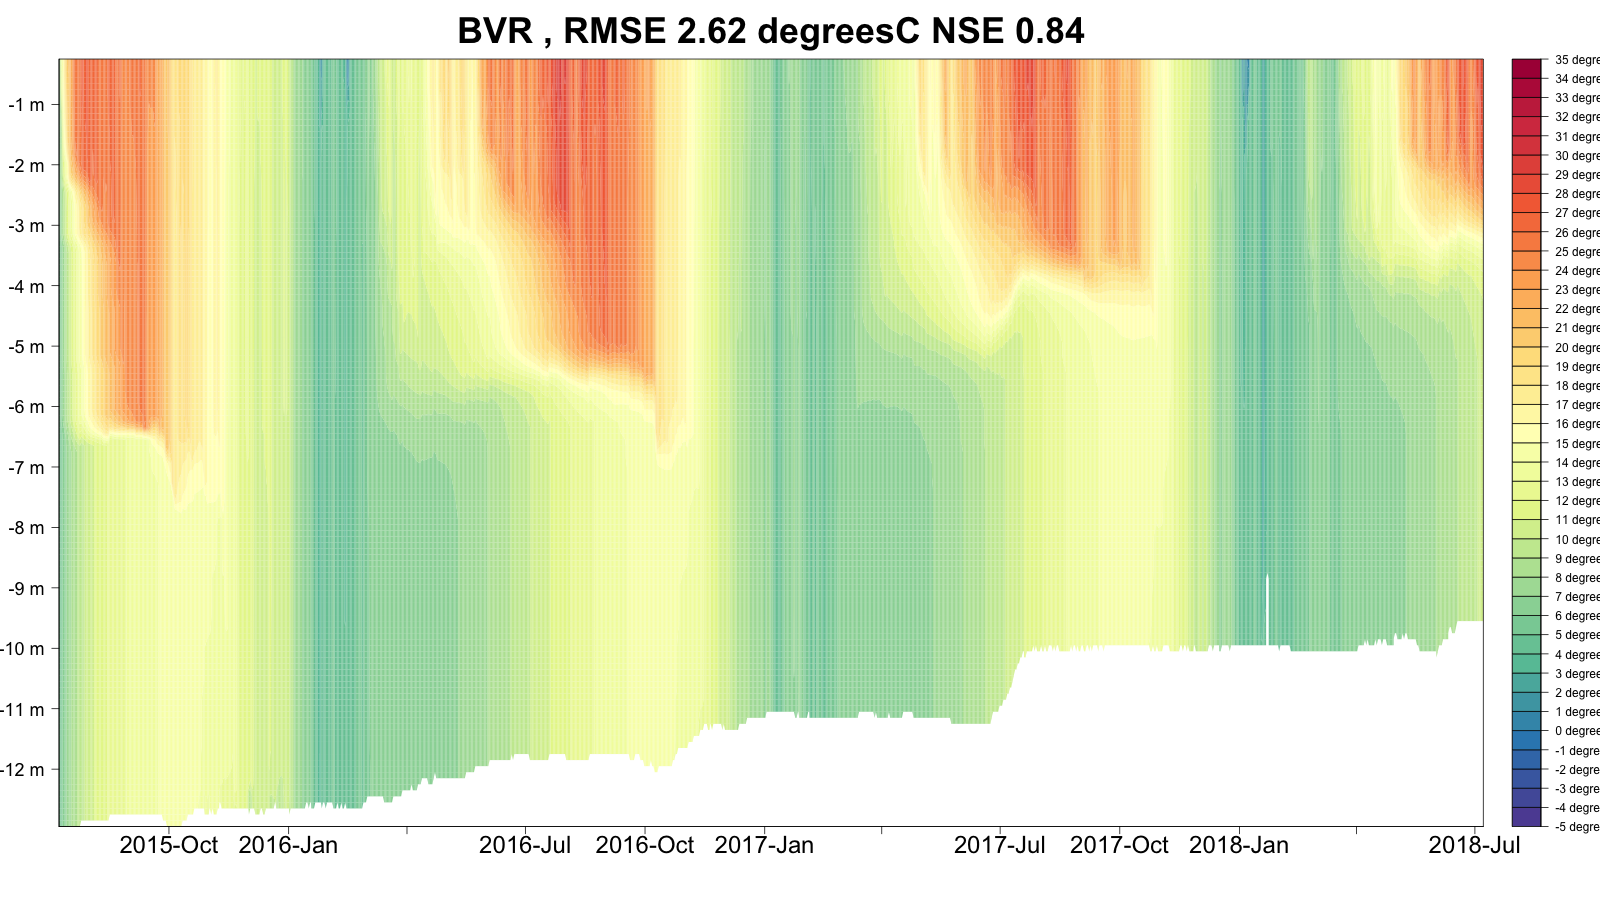 BVR , RMSE 2.62 degreesC NSE 0.84
-1 m
-2 m
-3 m
-4 m
-5 m
-6 m
-7 m
-8 m
-9 m
-10 m
-11 m
-12 m
2015-Oct 2016-Jan 2016-Jul 2016-Oct 2017-Jan 2017-Jul 2017-Oct 2018-Jan 2018-Jul
35 degre
34 degre
33 degre
32 degre
31 degre
30 degre
29 degre
28 degre
27 degre
26 degre
25 degre
24 degre
23 degre
22 degre
21 degre
20 degre
19 degre
18 degre
17 degre
16 degre
15 degre
14 degre
13 degre
12 degre
11 degre
10 degre
9 degree
8 degree
7 degree
6 degree
5 degree
4 degree
3 degree
2 degree
1 degree
0 degree
-1 degre
-2 degre
-3 degre
-4 degre
-5 degre